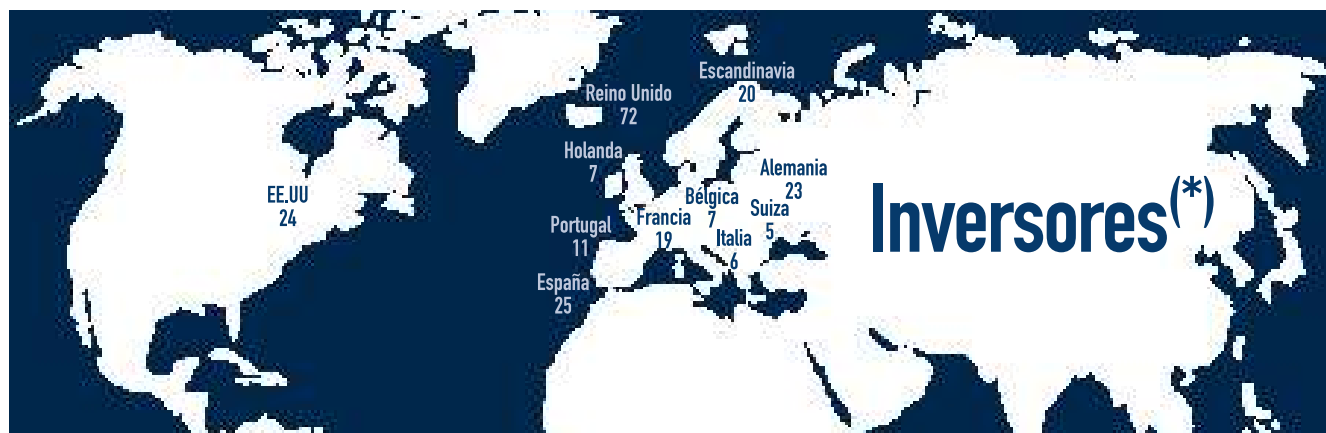 Escandinavia
20
Reino Unido
72
Holanda
7
Alemania
23
EE.UU
24
Bélgica
7
Suiza
5
Francia
19
Portugal
11
Italia
6
España
25
Inversores(*)